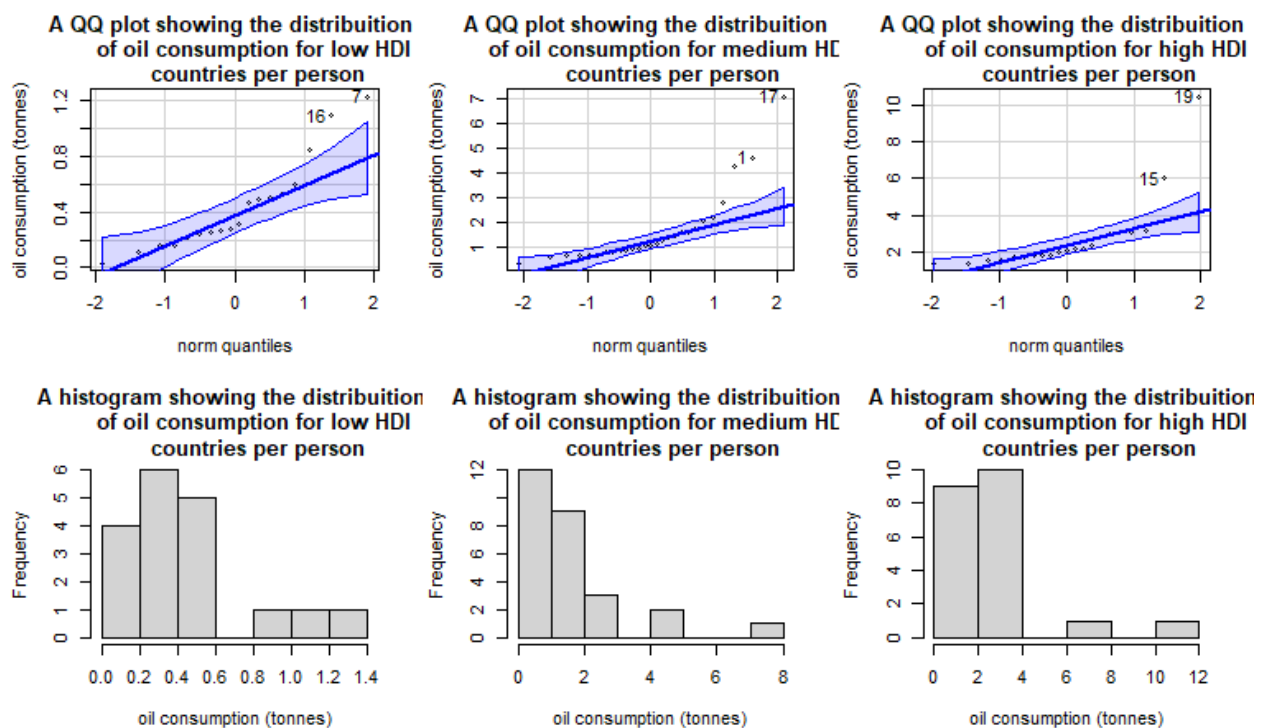 A QQ plot showing the distribuition
of oil consumption for low HDI
countries per person
oil consumption (tonnes)
1.2
0.8
0.4
0.0
7
16
-2 -1 0 1 2
norm quantiles
A QQ plot showing the distribuition
of oil consumption for medium HD
countries per person
oil consumption (tonnes)
7
6
5
4
3
2
1
17
1
-2 -1 0 1 2
norm quantiles
A QQ plot showing the distribuition
of oil consumption for high HDI
countries per person
oil consumption (tonnes)
10
8
6
4
2
19
15
-2 -1 0 1 2
norm quantiles
A histogram showing the distribuition
of oil consumption for low HDI
countries per person
Frequency
6
5
4
3
2
1
0
0.0 0.2 0.4 0.6 0.8 1.0 1.2 1.4
oil consumption (tonnes)
A histogram showing the distribuition
of oil consumption for medium HD
countries per person
Frequency
12
8
6
4
2
0
0 2 4 6 8
oil consumption (tonnes)
A histogram showing the distribuition
of oil consumption for high HDI
countries per person
Frequency
10
8
6
4
2
0
0 2 4 6 8 10 12
oil consumption (tonnes)